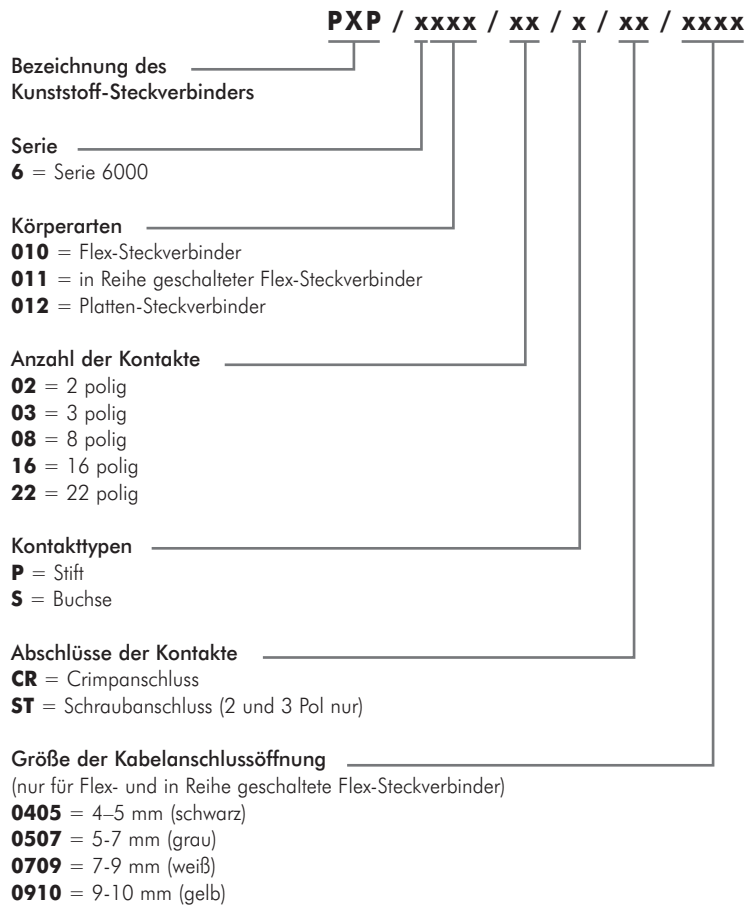 PXP / xxxx / xx / x / xx / xxxx
Bezeichnung des
Kunststoff-Steckverbinders
Serie
6 = Serie 6000
Körperarten
010 = Flex-Steckverbinder
011 = in Reihe geschalteter Flex-Steckverbinder
012 = Platten-Steckverbinder
Anzahl der Kontakte
02 = 2 polig
03 = 3 polig
08 = 8 polig
16 = 16 polig
22 = 22 polig
Kontakttypen
P = Stift
S = Buchse
Abschlüsse der Kontakte
CR = Crimpanschluss
ST = Schraubanschluss (2 und 3 Pol nur)
Größe der Kabelanschlussöffnung
(nur für Flex- und in Reihe geschaltete Flex-Steckverbinder)
0405 = 4–5 mm (schwarz)
0507 = 5-7 mm (grau)
0709 = 7-9 mm (weiß)
0910 = 9-10 mm (gelb)